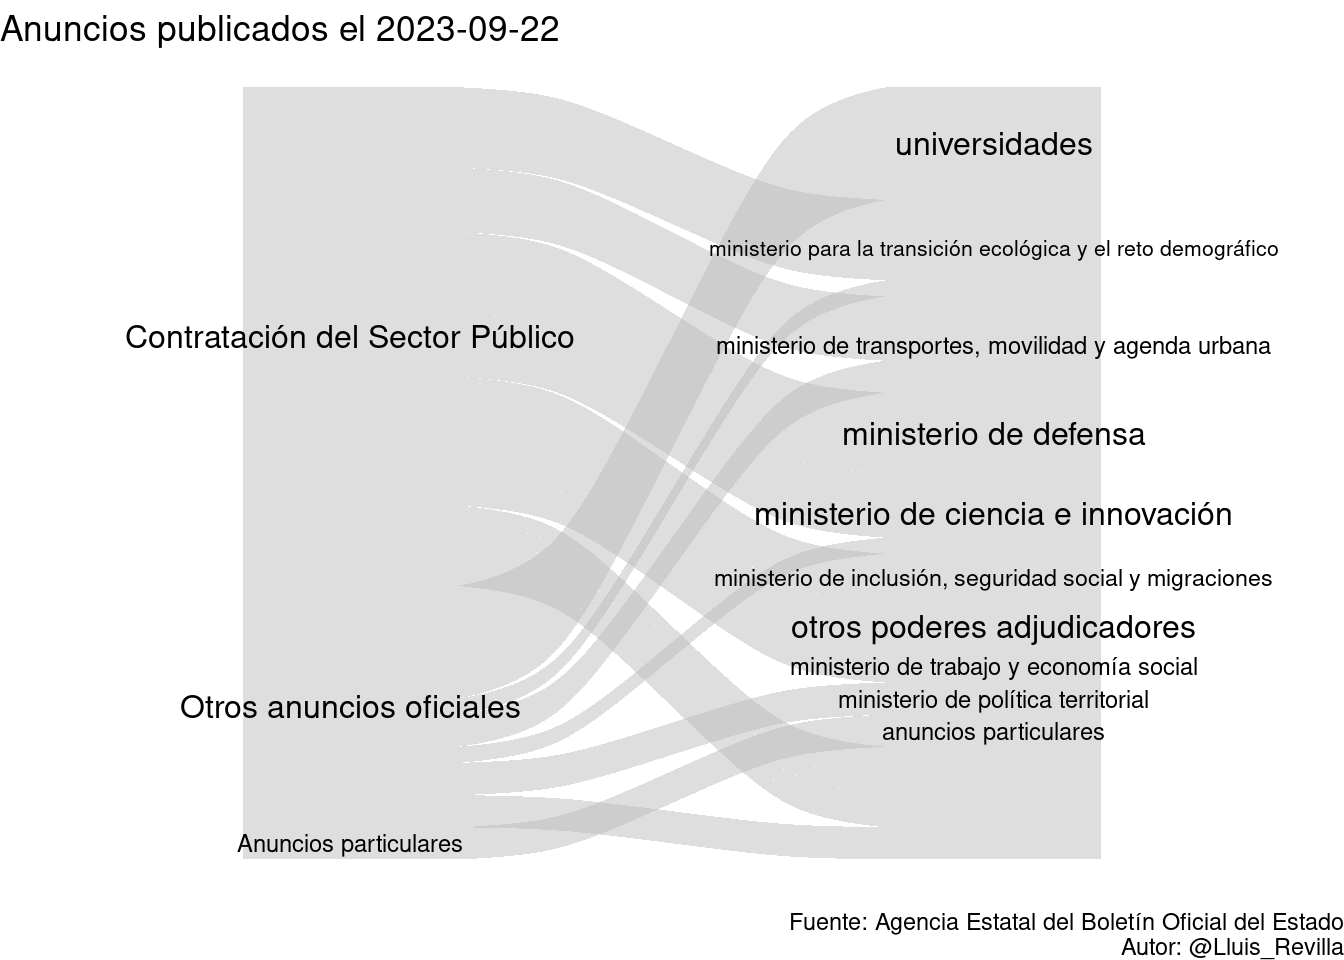 Anuncios publicados el 2023-09-22
universidades
ministerio para la transición ecológica y el reto demográfico
Contratación del Sector Público
ministerio de transportes, movilidad y agenda urbana
ministerio de defensa
ministerio de ciencia e innovación
ministerio de inclusión, seguridad social y migraciones
otros poderes adjudicadores
ministerio de trabajo y economía social
ministerio de política territorial
Otros anuncios oficiales
anuncios particulares
Anuncios particulares
Fuente: Agencia Estatal del Boletín Oficial del Estado
Autor: @Lluis_Revilla